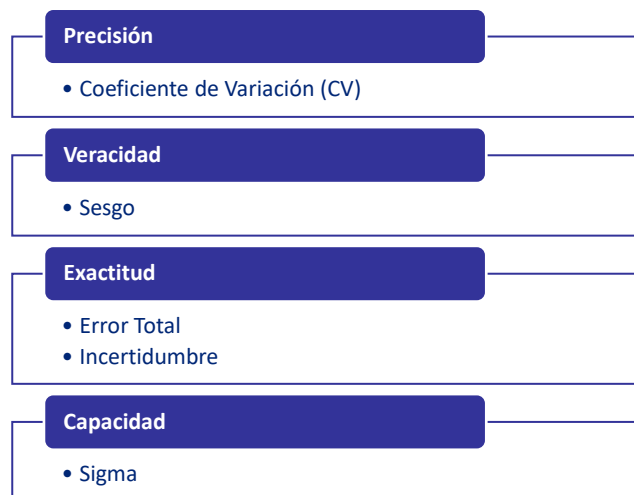 Precisión
• Coeficiente de Variación (CV)
Veracidad
• Sesgo
Exactitud
• Error Total
• Incertidumbre
Capacidad
• Sigma